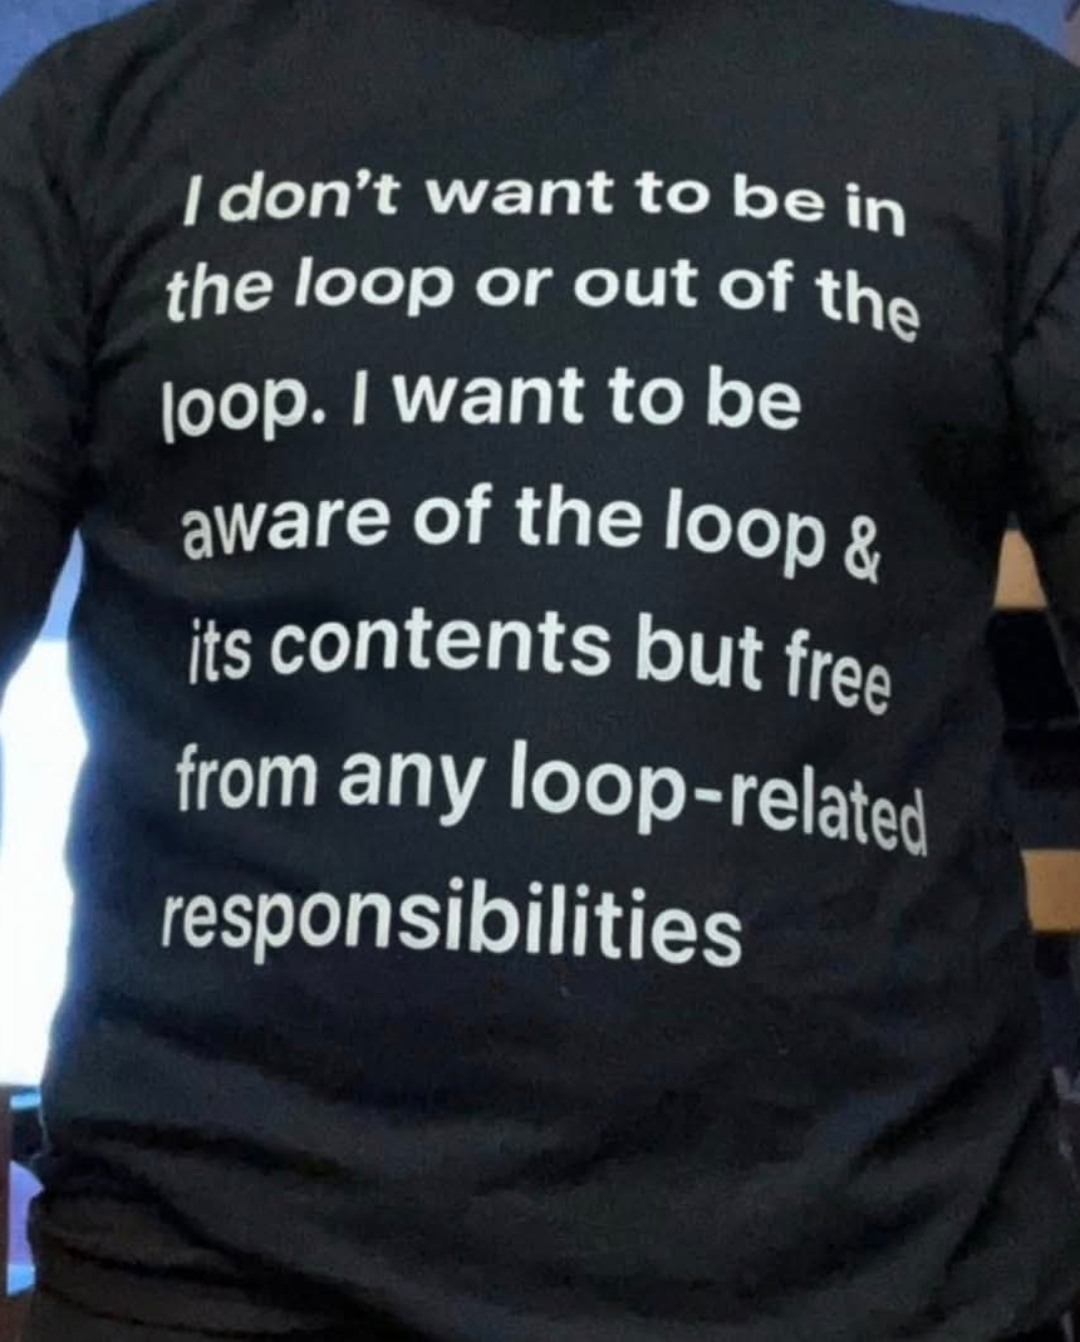 I don't want to be in
the loop or out of the
loop. I want to be
aware of the loop &
its contents but free
from any loop-related
responsibilities